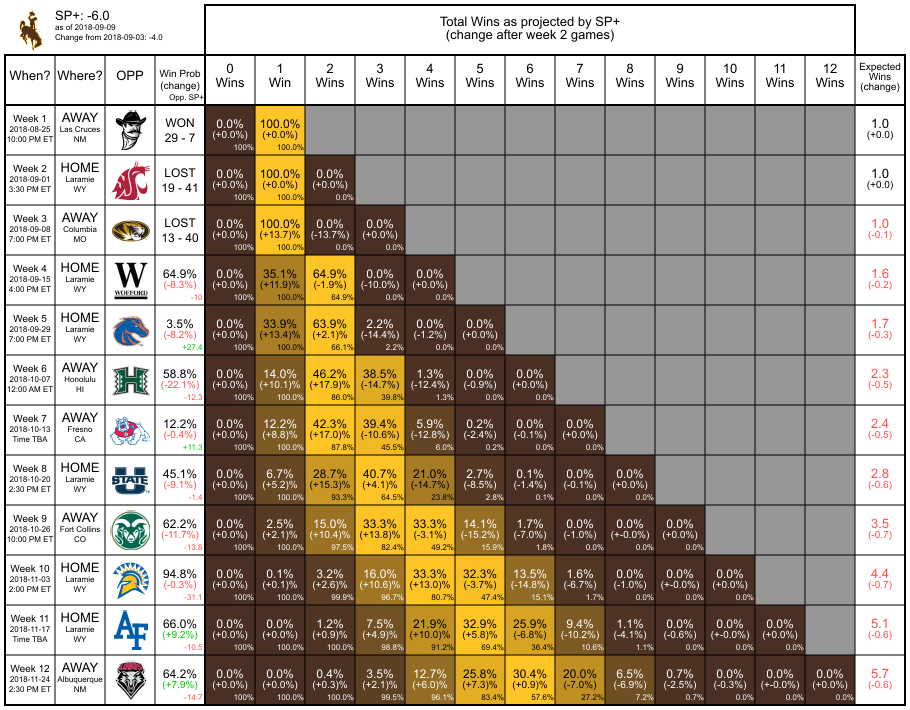 SP+: -6.0
as of 2018-09-09
Change from 2018-09-03: -4.0
Total Wins as projected by SP+
(change after week 2 games)
When? Where? OPP Win Prob (change) Opp. SP+ 0 Wins 1 Win 2 Wins 3 Wins 4 Wins 5 Wins 6 Wins 7 Wins 8 Wins 9 Wins 10 Wins 11 Wins 12 Wins Expected Wins (change)
Week 1 AWAY WON 0.0% 100.0% 1.0
2018-08-25 Las Cruces 29 - 7 (+0.0%) (+0.0%) (+0.0)
10:00 PM ET NM 100% 100.0%
Week 2 HOME LOST 0.0% 100.0% 0.0% 1.0
2018-09-01 Laramie 19 - 41 (+0.0%) (+0.0%) (+0.0%) (+0.0)
3:30 PM ET WY 100% 100.0% 0.0%
Week 3 AWAY LOST 0.0% 100.0% 0.0% 0.0% 1.0
2018-09-08 Columbia 13 - 40 (+0.0%) (+13.7)% (-13.7%) (+0.0%) (-0.1)
7:00 PM ET MO 100% 100.0% 0.0% 0.0%
Week 4 HOME W 64.9% 0.0% 35.1% 64.9% 0.0% 0.0% 1.6
2018-09-15 Laramie (-8.3%) (+0.0%) (+11.9)% (-1.9%) (-10.0%) (+0.0%) (-0.2)
4:00 PM ET WY WOFFORD -10 100% 100.0% 64.9% 0.0% 0.0%
Week 5 HOME 3.5% 0.0% 33.9% 63.9% 2.2% 0.0% 0.0% 1.7
2018-09-29 Laramie (-8.2%) (+0.0%) (+13.4)% (+2.1)% (-14.4%) (-1.2%) (+0.0%) (-0.3)
7:00 PM ET WY +27.4 100% 100.0% 66.1% 2.2% 0.0% 0.0%
Week 6 AWAY H 58.8% 0.0% 14.0% 46.2% 38.5% 1.3% 0.0% 0.0% 2.3
2018-10-07 Honolulu (-22.1%) (+0.0%) (+10.1)% (+17.9)% (-14.7%) (-12.4%) (-0.9%) (+0.0%) (-0.5)
12:00 AM ET HI -12.3 100% 100.0% 86.0% 39.8% 1.3% 0.0% 0.0%
Week 7 AWAY 12.2% 0.0% 12.2% 42.3% 39.4% 5.9% 0.2% 0.0% 0.0% 2.4
2018-10-13 Fresno (-0.4%) (+0.0%) (+8.8)% (+17.0)% (-10.6%) (-12.8%) (-2.4%) (-0.1%) (+0.0%) (-0.5)
Time TBA CA +11.3 100% 100.0% 87.8% 45.5% 6.0% 0.2% 0.0% 0.0%
Week 8 HOME U STATE 45.1% 0.0% 6.7% 28.7% 40.7% 21.0% 2.7% 0.1% 0.0% 0.0% 2.8
2018-10-20 Laramie (-9.1%) (+0.0%) (+5.2)% (+15.3)% (+4.1)% (-14.7%) (-8.5%) (-1.4%) (-0.1%) (+0.0%) (-0.6)
2:30 PM ET WY -1.4 100% 100.0% 93.3% 64.5% 23.8% 2.8% 0.1% 0.0% 0.0%
Week 9 AWAY 62.2% 0.0% 2.5% 15.0% 33.3% 33.3% 14.1% 1.7% 0.0% 0.0% 0.0% 3.5
2018-10-26 Fort Collins (-11.7%) (+0.0%) (+2.1)% (+10.4)% (+13.8)% (-3.1%) (-15.2%) (-7.0%) (-1.0%) (+-0.0%) (+0.0%) (-0.7)
10:00 PM ET CO -13.8 100% 100.0% 97.5% 82.4% 49.2% 15.9% 1.8% 0.0% 0.0% 0.0%
Week 10 HOME 94.8% 0.0% 0.1% 3.2% 16.0% 33.3% 32.3% 13.5% 1.6% 0.0% 0.0% 0.0% 4.4
2018-11-03 Laramie (-0.3%) (+0.0%) (+0.1)% (+2.6)% (+10.6)% (+13.0)% (-3.7%) (-14.8%) (-6.7%) (-1.0%) (+-0.0%) (+0.0%) (-0.7)
2:00 PM ET WY -31.1 100% 100.0% 99.9% 96.7% 80.7% 47.4% 15.1% 1.7% 0.0% 0.0% 0.0%
Week 11 HOME AF 66.0% 0.0% 0.0% 1.2% 7.5% 21.9% 32.9% 25.9% 9.4% 1.1% 0.0% 0.0% 0.0% 5.1
2018-11-17 Laramie (+9.2%) (+0.0%) (+0.0)% (+0.9)% (+4.9)% (+10.0)% (+5.8)% (-6.8%) (-10.2%) (-4.1%) (-0.6%) (+-0.0%) (+0.0%) (-0.6)
Time TBA WY -10.5 100% 100.0% 100.0% 98.8% 91.2% 69.4% 36.4% 10.6% 1.1% 0.0% 0.0% 0.0%
Week 12 AWAY 64.2% 0.0% 0.0% 0.4% 3.5% 12.7% 25.8% 30.4% 20.0% 6.5% 0.7% 0.0% 0.0% 0.0% 5.7
2018-11-24 Albuquerque (+7.9%) (+0.0%) (+0.0)% (+0.3)% (+2.1)% (+6.0)% (+7.3)% (+0.9)% (-7.0%) (-6.9%) (-2.5%) (-0.3%) (+-0.0%) (+0.0%) (-0.6)
2:30 PM ET NM -14.7 100% 100.0% 100.0% 99.5% 96.1% 83.4% 57.6% 27.2% 7.2% 0.7% 0.0% 0.0% 0.0%